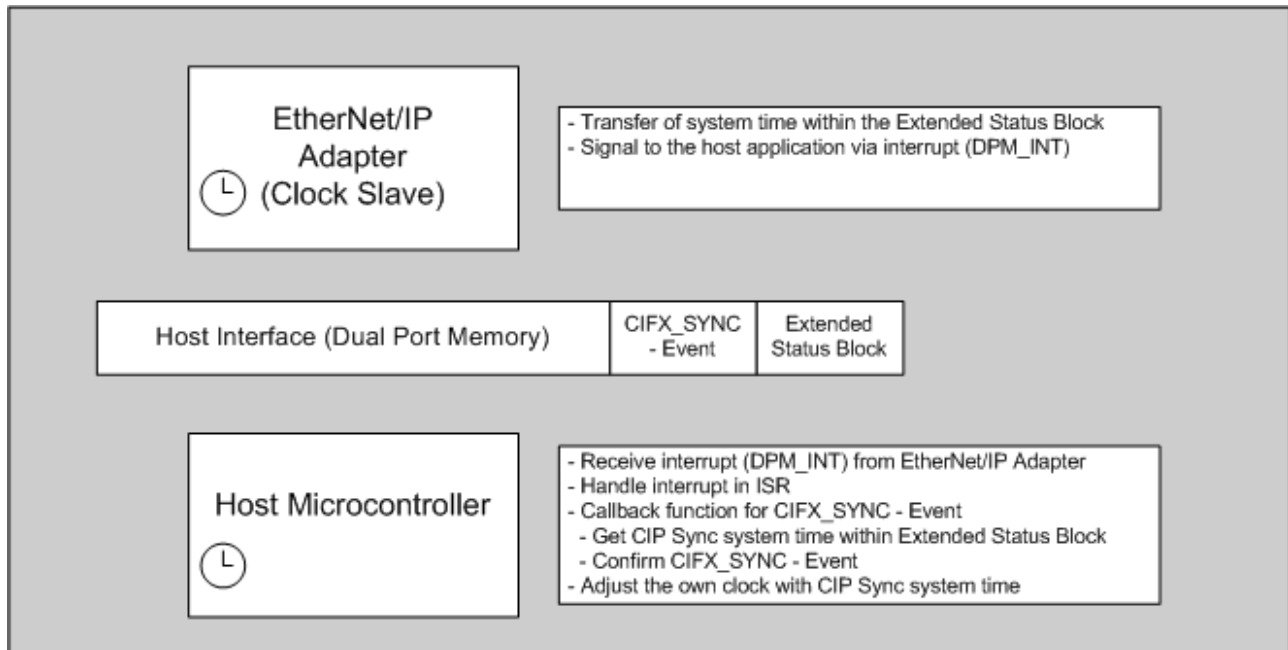 EtherNet/IP
Adapter
(Clock Slave)
- Transfer of system time within the Extended Status Block
- Signal to the host application via interrupt (DPM_INT)
Host Interface (Dual Port Memory)
CIFX_SYNC
- Event
Extended
Status Block
Host Microcontroller
- Receive interrupt (DPM_INT) from EtherNet/IP Adapter
- Handle interrupt in ISR
- Callback function for CIFX_SYNC - Event
- Get CIP Sync system time within Extended Status Block
- Confirm CIFX_SYNC - Event
- Adjust the own clock with CIP Sync system time